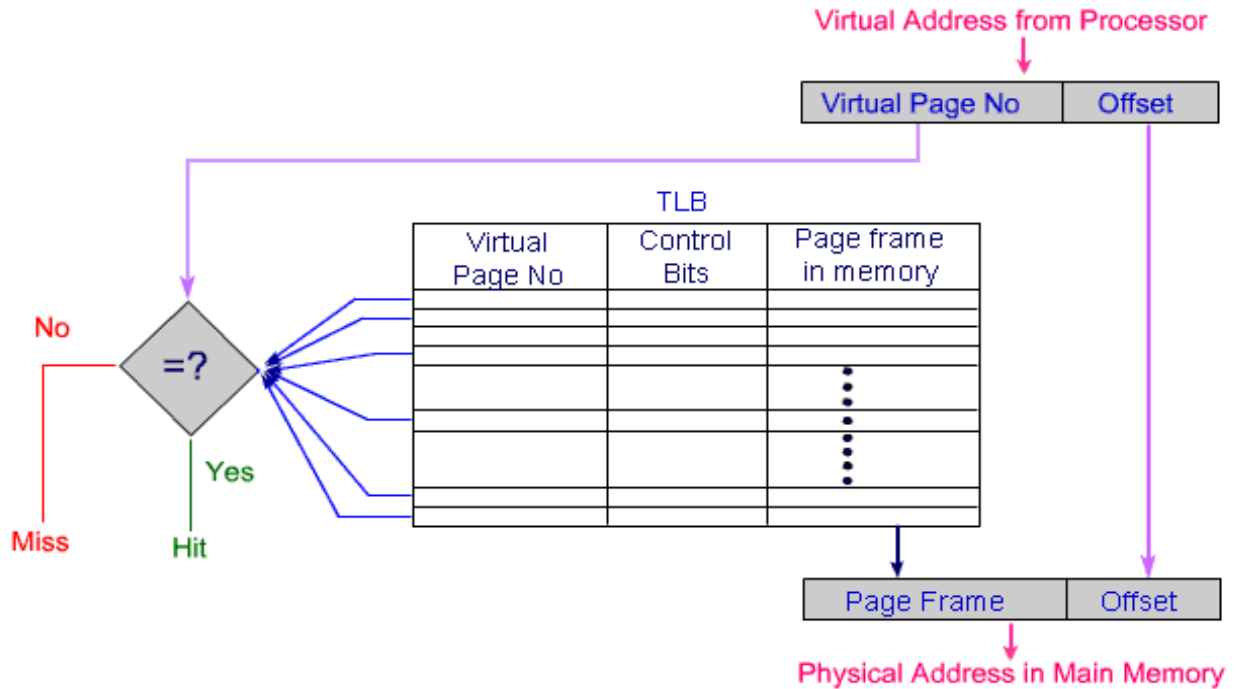 Virtual Address from Processor
Virtual Page No
Offset
TLB
Virtual
Page No
Control
Bits
Page frame
in memory
No
=?
Yes
Miss
Hit
Page Frame
Offset
Physical Address in Main Memory